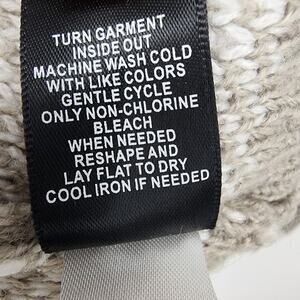 TURN GARMENT
INSIDE OUT
MACHINE WASH COLD
WITH LIKE COLORS
GENTLE CYCLE
ONLY NON-CHLORINE
BLEACH
WHEN NEEDED
RESHAPE AND
LAY FLAT TO DRY
COOL IRON IF NEEDED